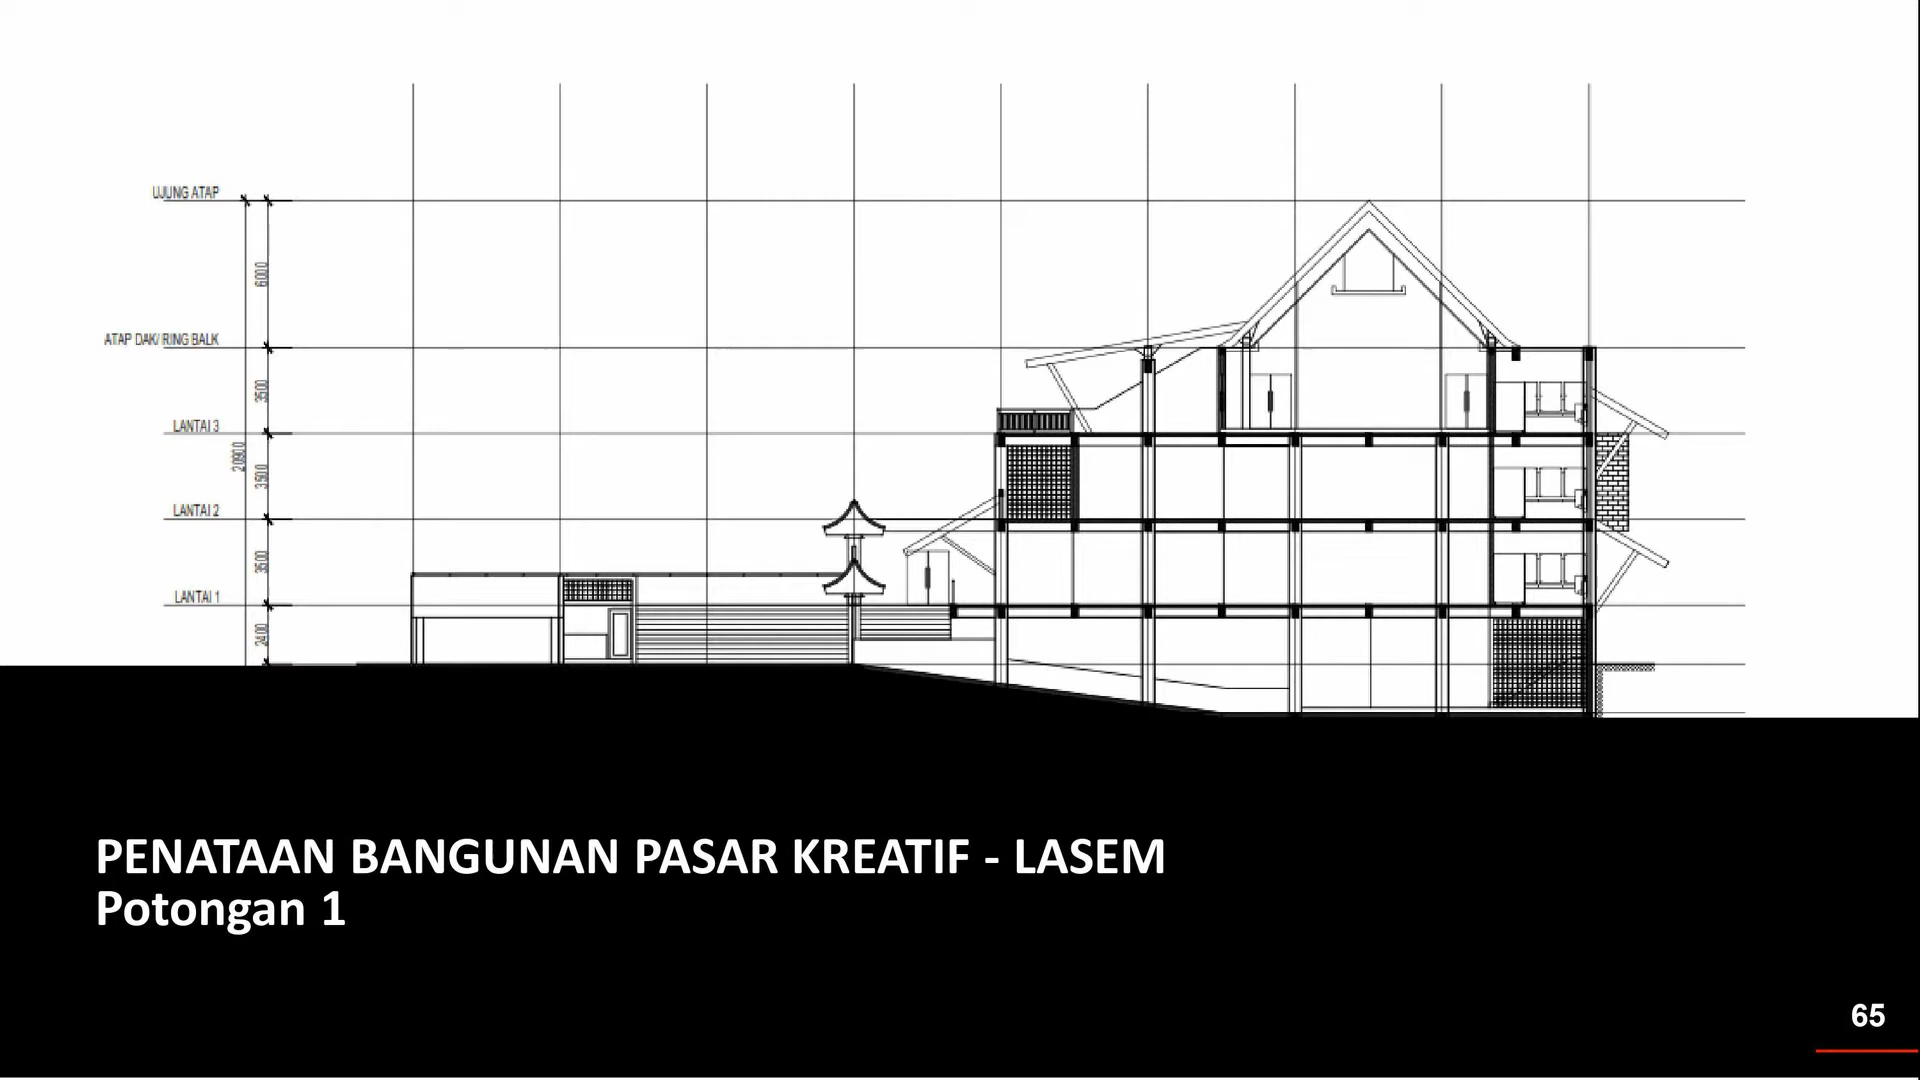 UJUNG ATAP
6000
ATAP DAK/ RING BALK
3500
LANTAI 3
20900
3500
LANTAI 2
3500
LANTAI 1
2400
PENATAAN BANGUNAN PASAR KREATIF - LASEM
Potongan 1
65